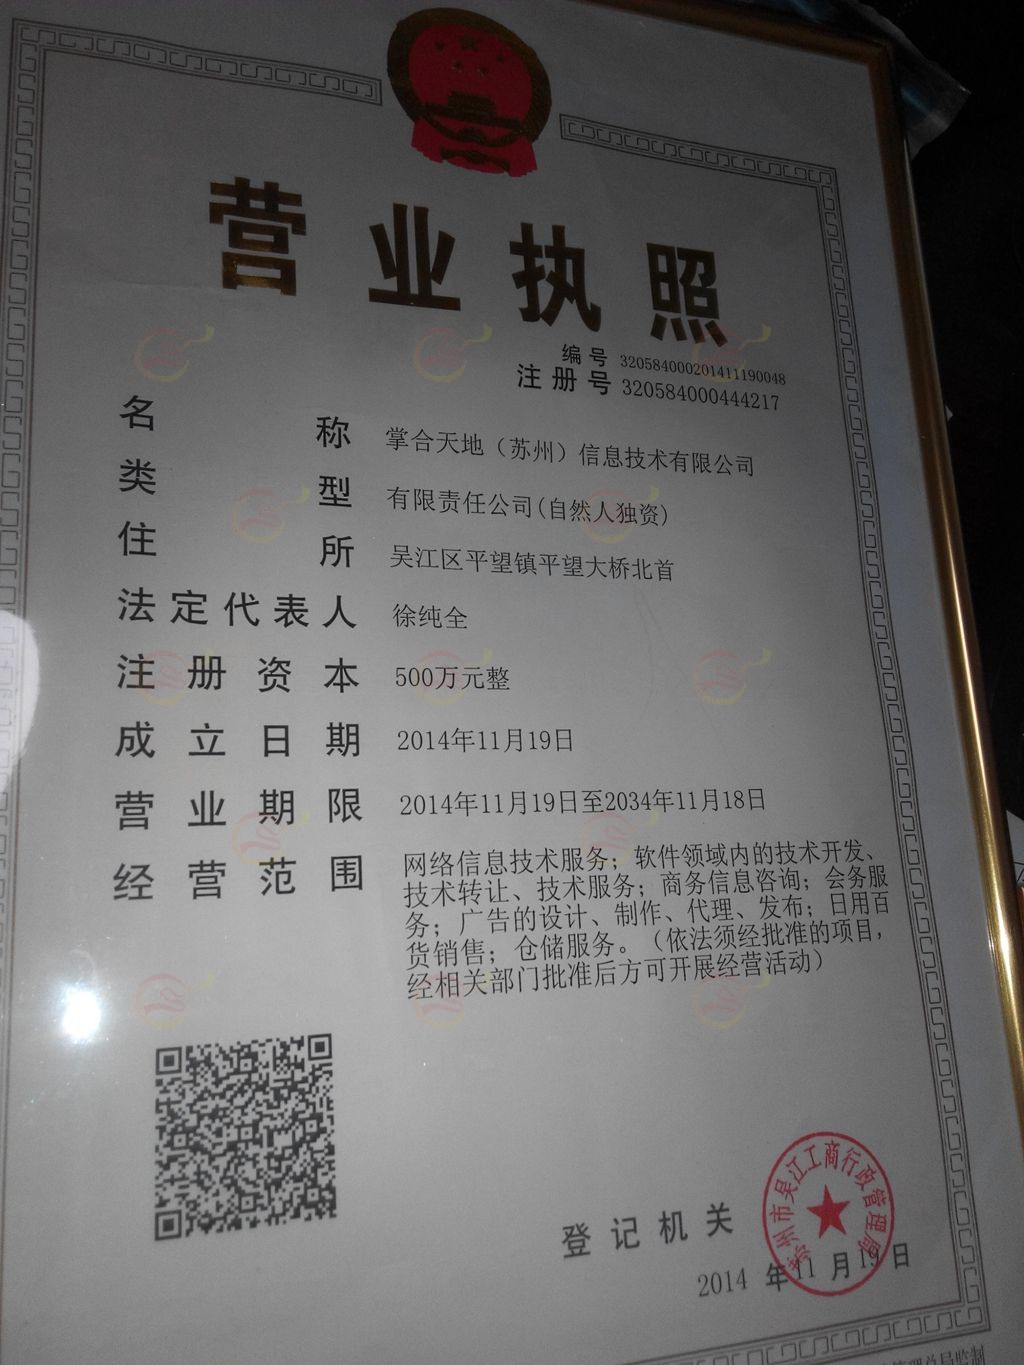 营业执照
编号 320584000201411190048
注册号 320584000444217
名称 掌合天地（苏州）信息技术有限公司
类型 有限责任公司(自然人独资)
住所 吴江区平望镇平望大桥北首
法定代表人 徐纯全
注册资本 500万元整
成立日期 2014年11月19日
营业期限 2014年11月19日至2034年11月18日
经营范围 网络信息技术服务；软件领域内的技术开发、
技术转让、技术服务；商务信息咨询；会务服
务；广告的设计、制作、代理、发布；日用百
货销售；仓储服务。（依法须经批准的项目，
经相关部门批准后方可开展经营活动）
苏州市吴江工商行政管理局
登记机关
2014 年 11 月 19 日